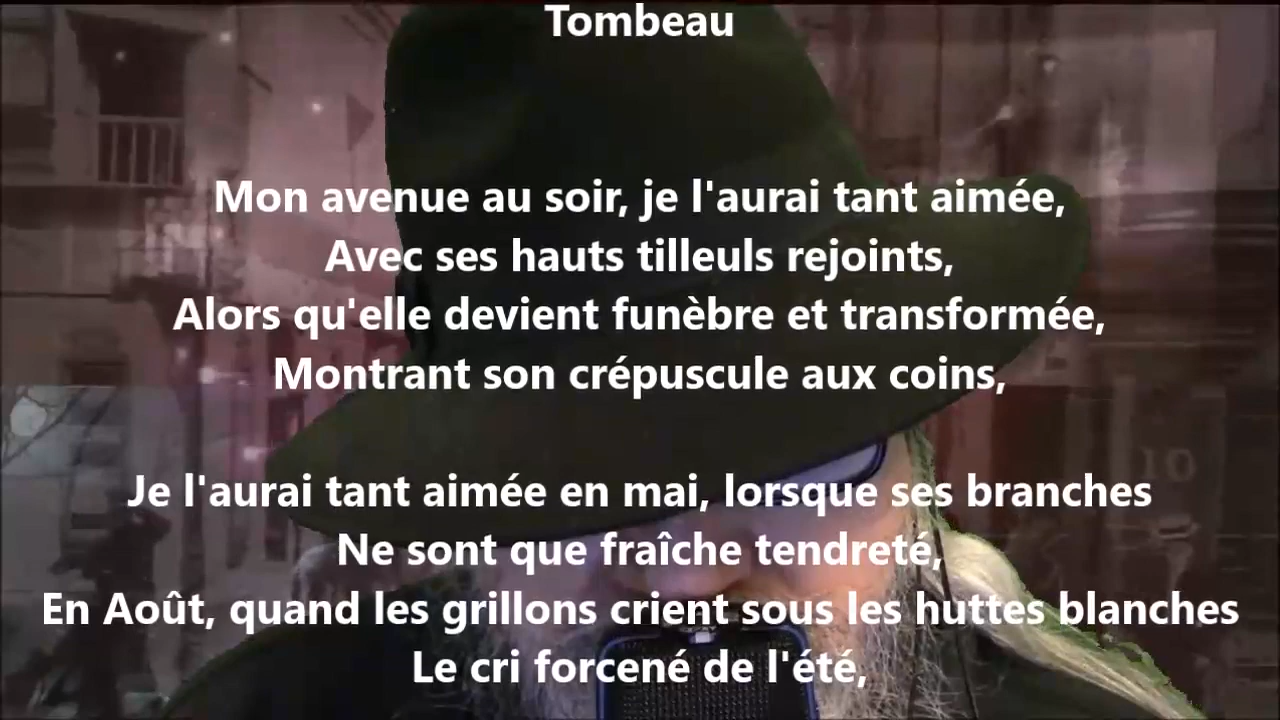 Tombeau
Mon avenue au soir, je l'aurai tant aimée,
Avec ses hauts tilleuls rejoints,
Alors qu'elle devient funèbre et transformée,
Montrant son crépuscule aux coins,
Je l'aurai tant aimée en mai, lorsque ses branches
Ne sont que fraîche tendreté,
En Août, quand les grillons crient sous les huttes blanches
Le cri forcené de l'été,
10